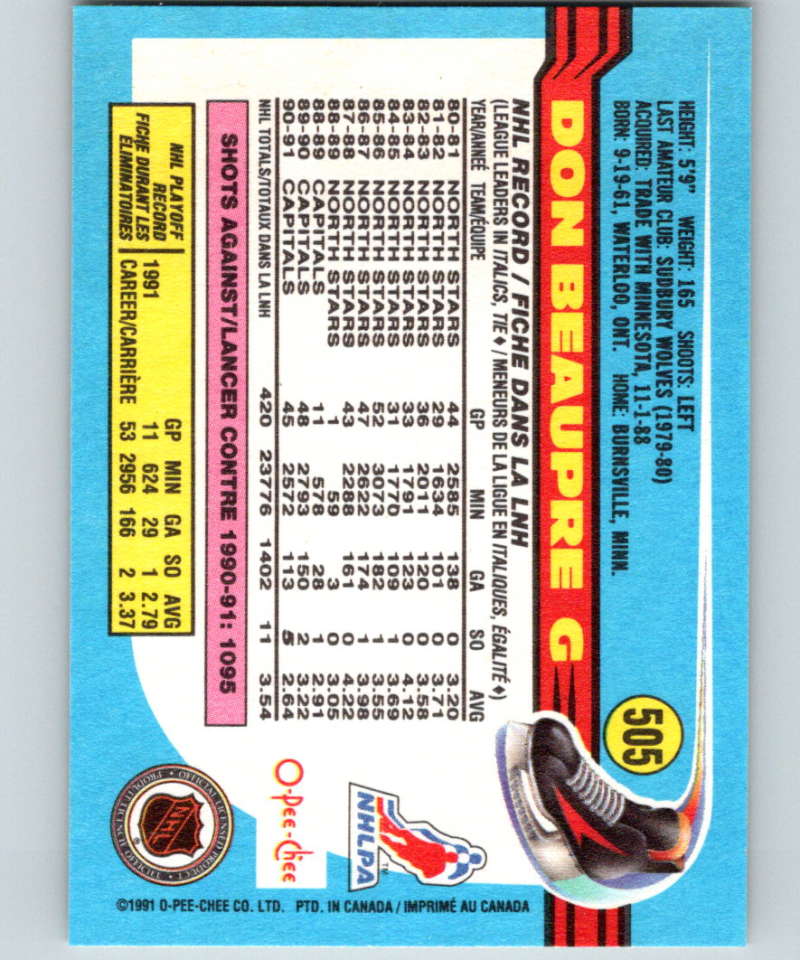 505
HEIGHT: 5'9" WEIGHT: 165 SHOOTS: LEFT
LAST AMATEUR CLUB: SUDBURY WOLVES (1979-80)
ACQUIRED: TRADE WITH MINNESOTA, 11-1-88
BORN: 9-19-61, WATERLOO, ONT. HOME: BURNSVILLE, MINN.
DON BEAUPRE G
NHL RECORD / FICHE DANS LA LNH
(LEAGUE LEADERS IN ITALICS, TIE ♦ / MENEURS DE LA LIGUE EN ITALIQUES, ÉGALITÉ ♦)
YEAR/ANNÉE TEAM/ÉQUIPE GP MIN GA SO AVG
80-81 NORTH STARS 44 2585 138 0 3.20
81-82 NORTH STARS 29 1634 101 0 3.71
82-83 NORTH STARS 36 2011 120 0 3.58
83-84 NORTH STARS 33 1791 123 0 4.12
84-85 NORTH STARS 31 1770 109 1 3.69
85-86 NORTH STARS 52 3073 182 1 3.55
86-87 NORTH STARS 47 2622 174 1 3.98
87-88 NORTH STARS 43 2288 161 0 4.22
88-89 NORTH STARS 1 59 3 0 3.05
88-89 CAPITALS 11 578 28 1 2.91
89-90 CAPITALS 48 2793 150 2 3.22
90-91 CAPITALS 45 2572 113 5 2.64
NHL TOTALS/TOTAUX DANS LA LNH 420 23776 1402 11 3.54
SHOTS AGAINST/LANCER CONTRE 1990-91: 1095
NHL PLAYOFF
RECORD
FICHE DURANT LES
ÉLIMINATOIRES
GP MIN GA SO AVG
1991 11 624 29 1 2.79
CAREER/CARRIÈRE 53 2956 166 2 3.37
NHLPA
TM
O-Pee-Chee
NHL
OFFICIAL LICENSED PRODUCT
©1991 O-PEE-CHEE CO. LTD. PTD. IN CANADA / IMPRIMÉ AU CANADA